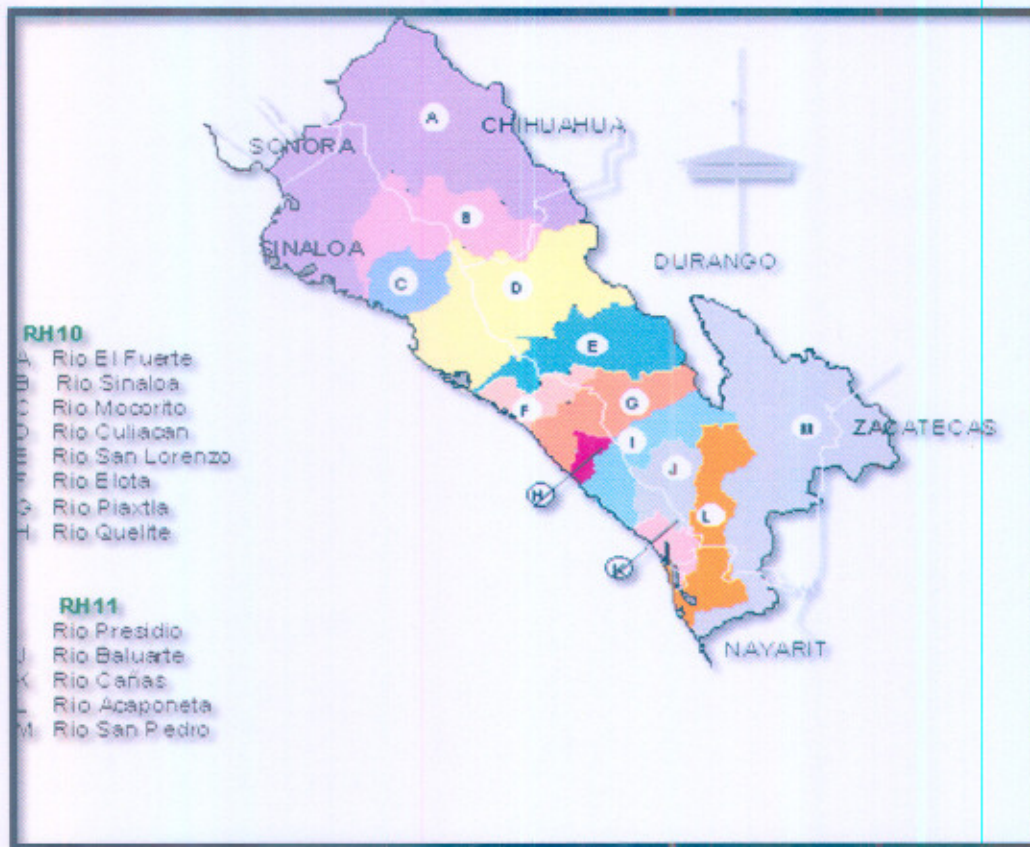 A
CHIHUAHUA
SONORA
B
SINALOA
DURANGO
C
D
E
F
G
M
ZACATECAS
I
J
H
L
K
NAYARIT
RH10
A Rio El Fuerte
B Rio Sinaloa
C Rio Mocorito
D Rio Culiacan
E Rio San Lorenzo
F Rio Elota
G Rio Piaxtla
H Rio Quelite
RH11
Rio Presidio
J Rio Baluarte
K Rio Cañas
L Rio Acaponeta
M Rio San Pedro